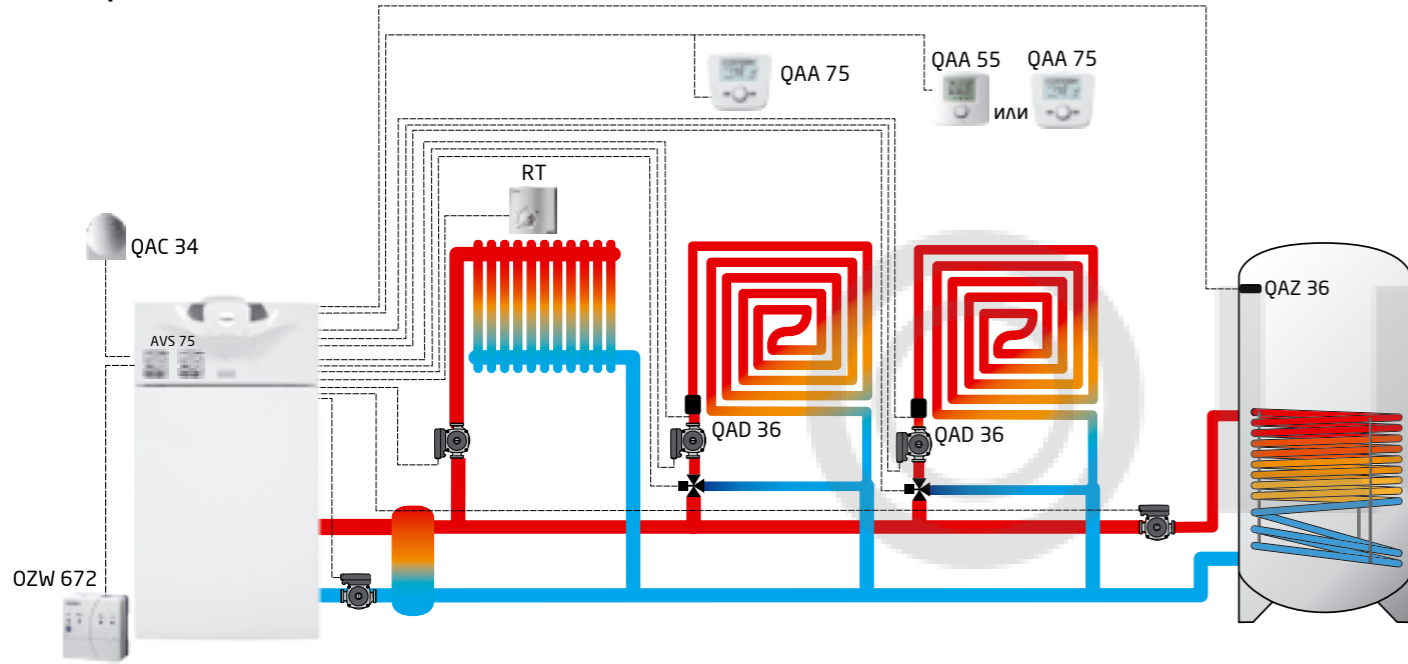 QAA 75
QAA 55
или
QAA 75
RT
QAC 34
QAZ 36
AVS 75
QAD 36
QAD 36
OZW 672